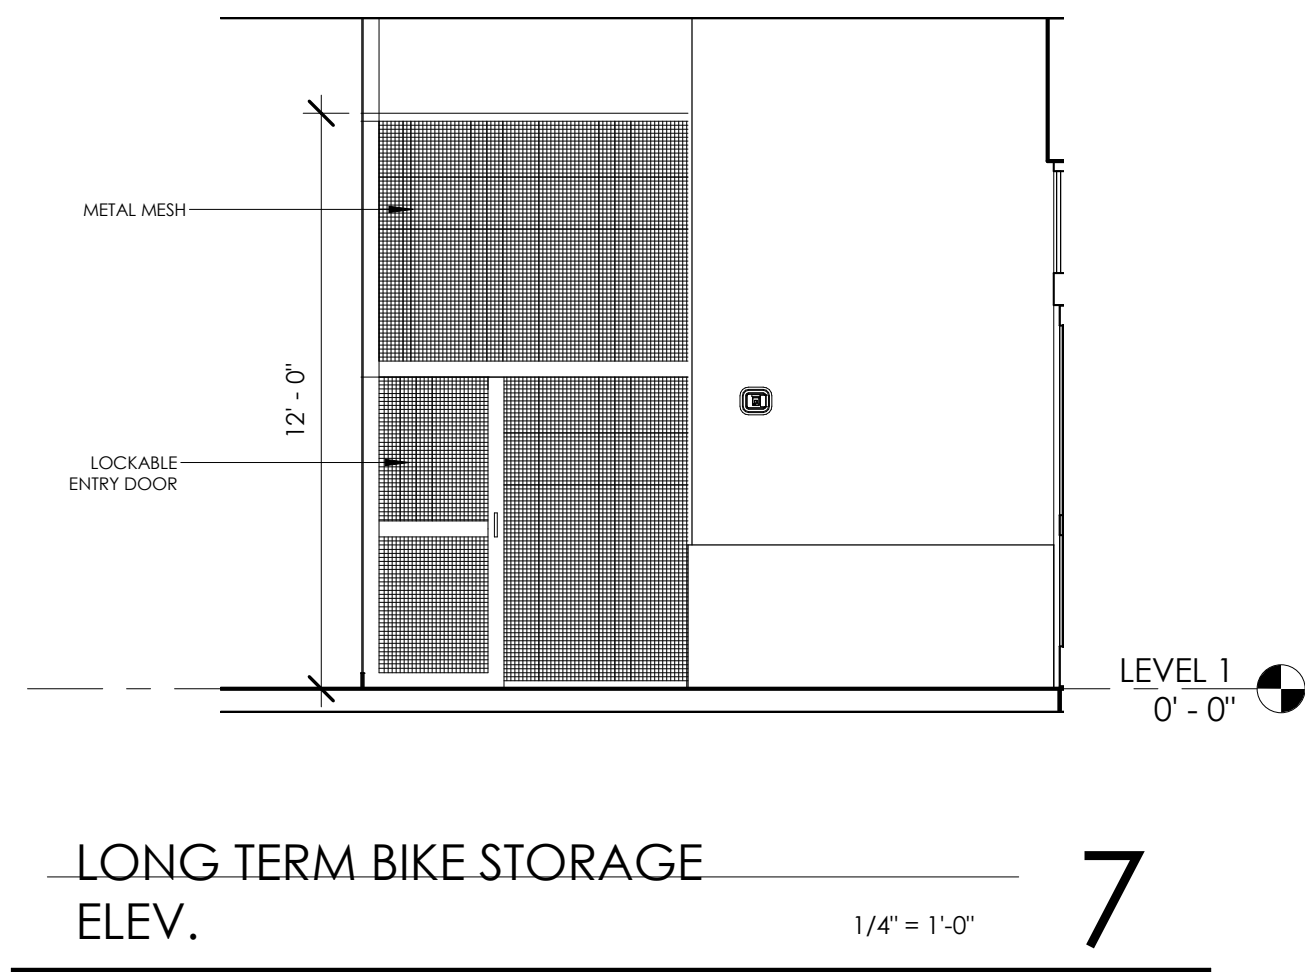 METAL MESH
12' - 0"
LOCKABLE
ENTRY DOOR
LEVEL 1
0' - 0"
LONG TERM BIKE STORAGE
ELEV.
1/4" = 1'-0"
7